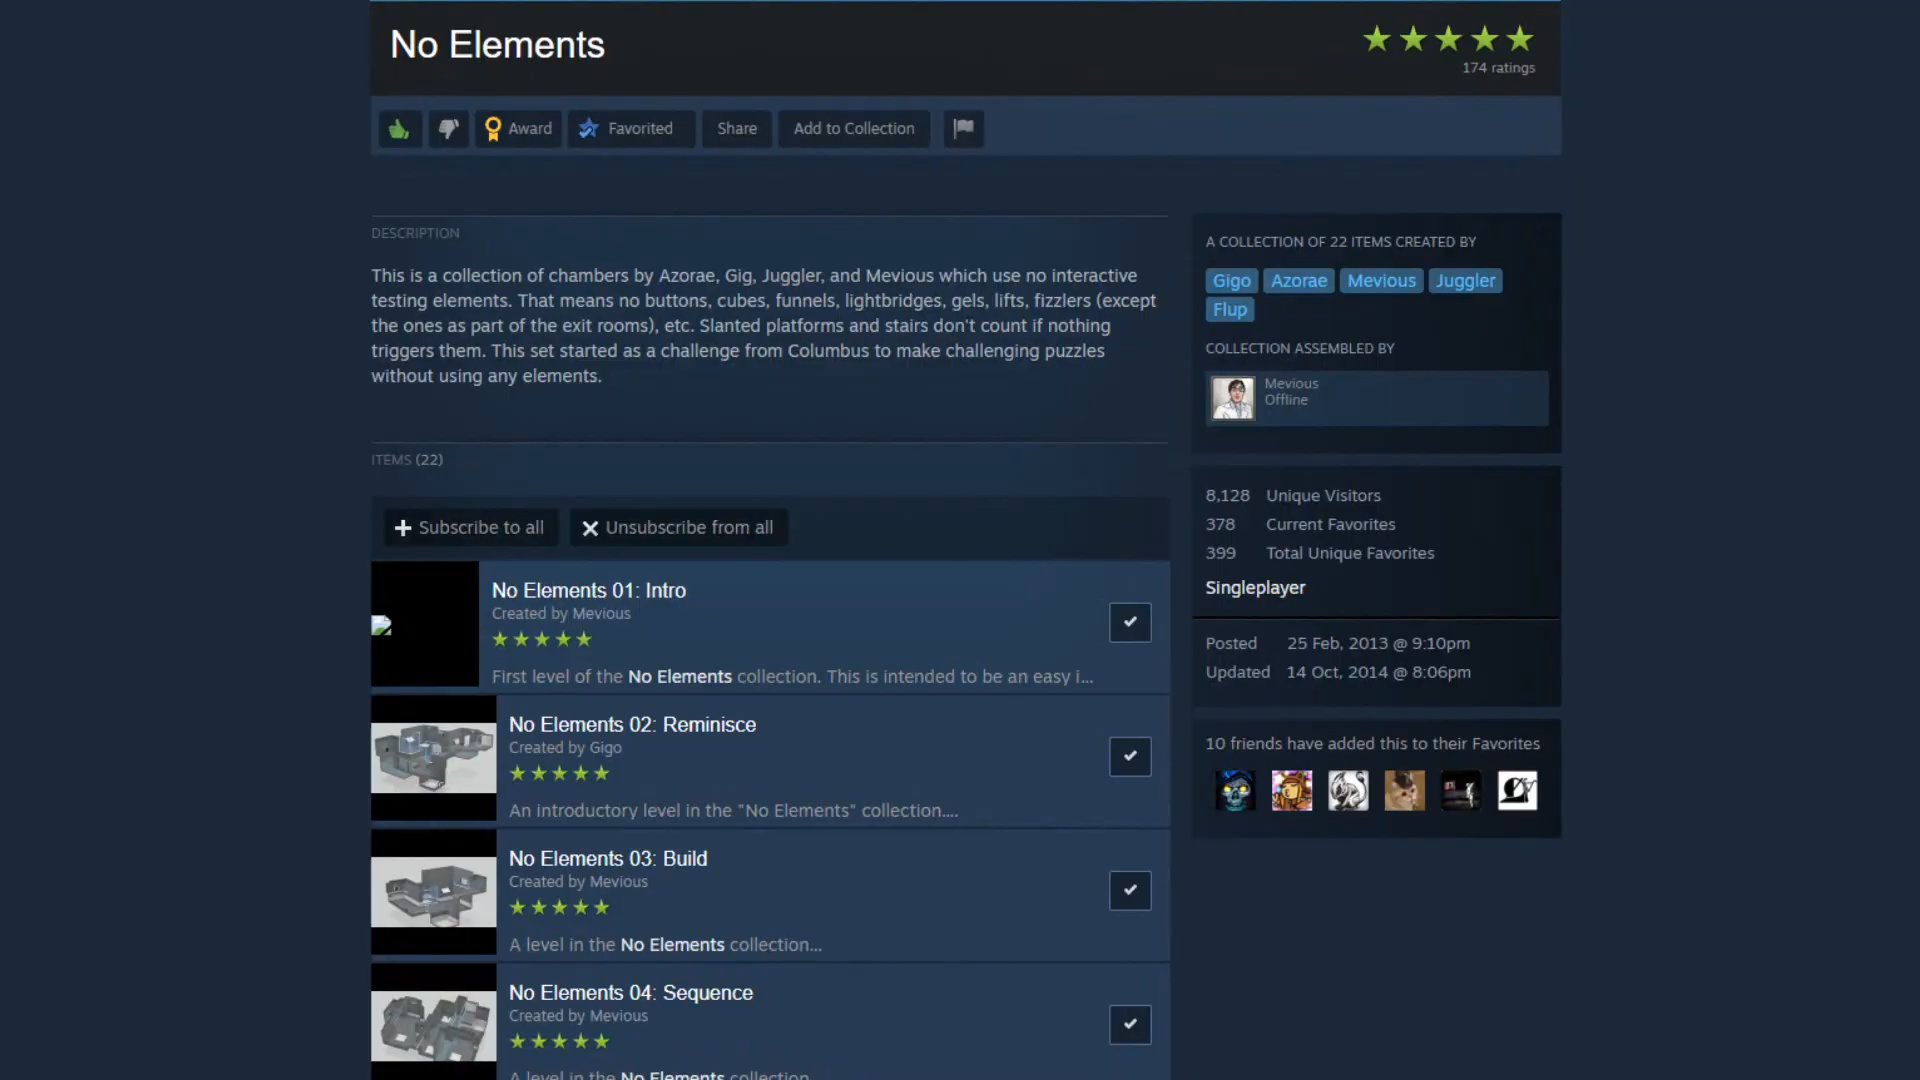 No Elements
174 ratings
Award
Favorited
Share
Add to Collection
DESCRIPTION
This is a collection of chambers by Azorae, Gig, Juggler, and Mevious which use no interactive
testing elements. That means no buttons, cubes, funnels, lightbridges, gels, lifts, fizzlers (except
the ones as part of the exit rooms), etc. Slanted platforms and stairs don't count if nothing
triggers them. This set started as a challenge from Columbus to make challenging puzzles
without using any elements.
ITEMS (22)
Subscribe to all
Unsubscribe from all
No Elements 01: Intro
Created by Mevious
First level of the No Elements collection. This is intended to be an easy i...
No Elements 02: Reminisce
Created by Gigo
An introductory level in the "No Elements" collection....
No Elements 03: Build
Created by Mevious
A level in the No Elements collection...
No Elements 04: Sequence
Created by Mevious
A level in the No Elements collection
A COLLECTION OF 22 ITEMS CREATED BY
Gigo Azorae Mevious Juggler
Flup
COLLECTION ASSEMBLED BY
Mevious
Offline
8,128 Unique Visitors
378 Current Favorites
399 Total Unique Favorites
Singleplayer
Posted 25 Feb, 2013 @ 9:10pm
Updated 14 Oct, 2014 @ 8:06pm
10 friends have added this to their Favorites